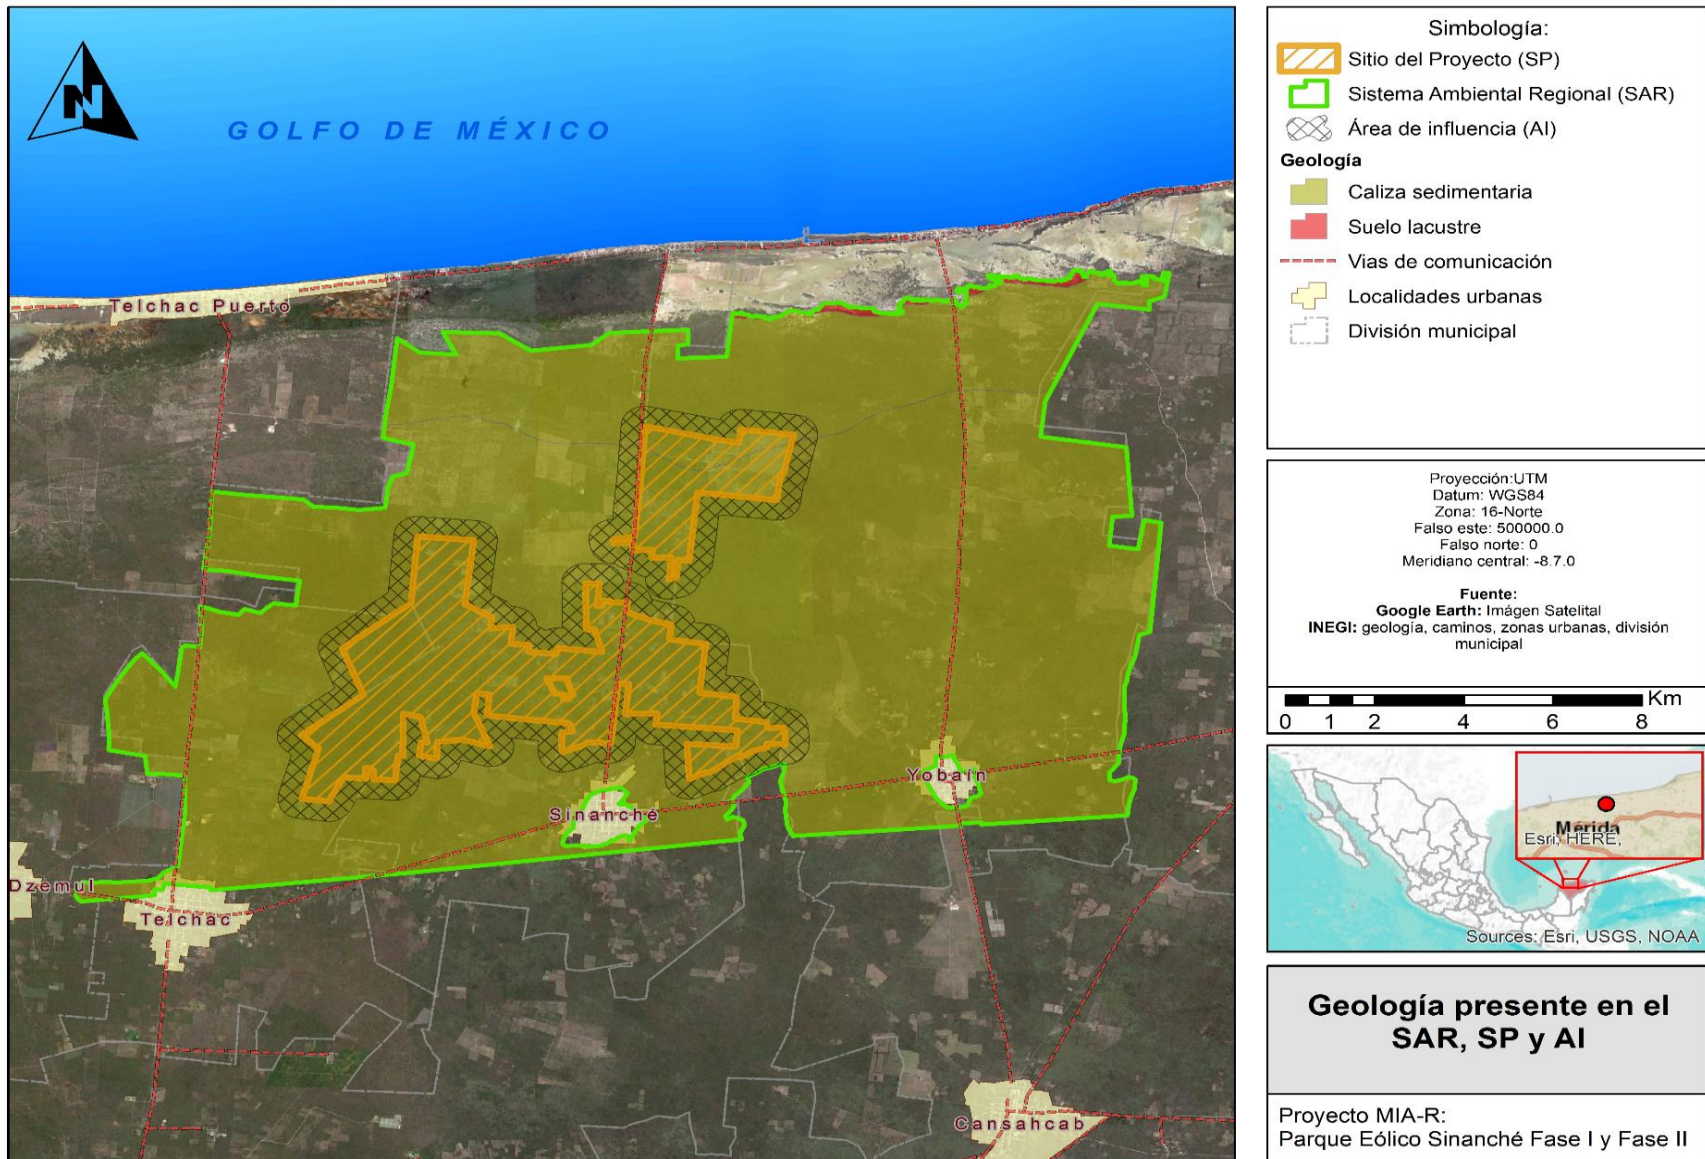 N
GOLFO DE MÉXICO
Telchac Puerto
Yobain
Sinanché
Dzemul
Telchac
Cansahcab
Simbología:
Sitio del Proyecto (SP)
Sistema Ambiental Regional (SAR)
Área de influencia (AI)
Geología
Caliza sedimentaria
Suelo lacustre
Vias de comunicación
Localidades urbanas
División municipal
Proyección:UTM
Datum: WGS84
Zona: 16-Norte
Falso este: 500000.0
Falso norte: 0
Meridiano central: -8.7.0
Fuente:
Google Earth: Imágen Satelital
INEGI: geología, caminos, zonas urbanas, división
municipal
Km
0 1 2 4 6 8
Mérida
Esri, HERE,
Sources: Esri, USGS, NOAA
Geología presente en el
SAR, SP y AI
Proyecto MIA-R:
Parque Eólico Sinanché Fase I y Fase II